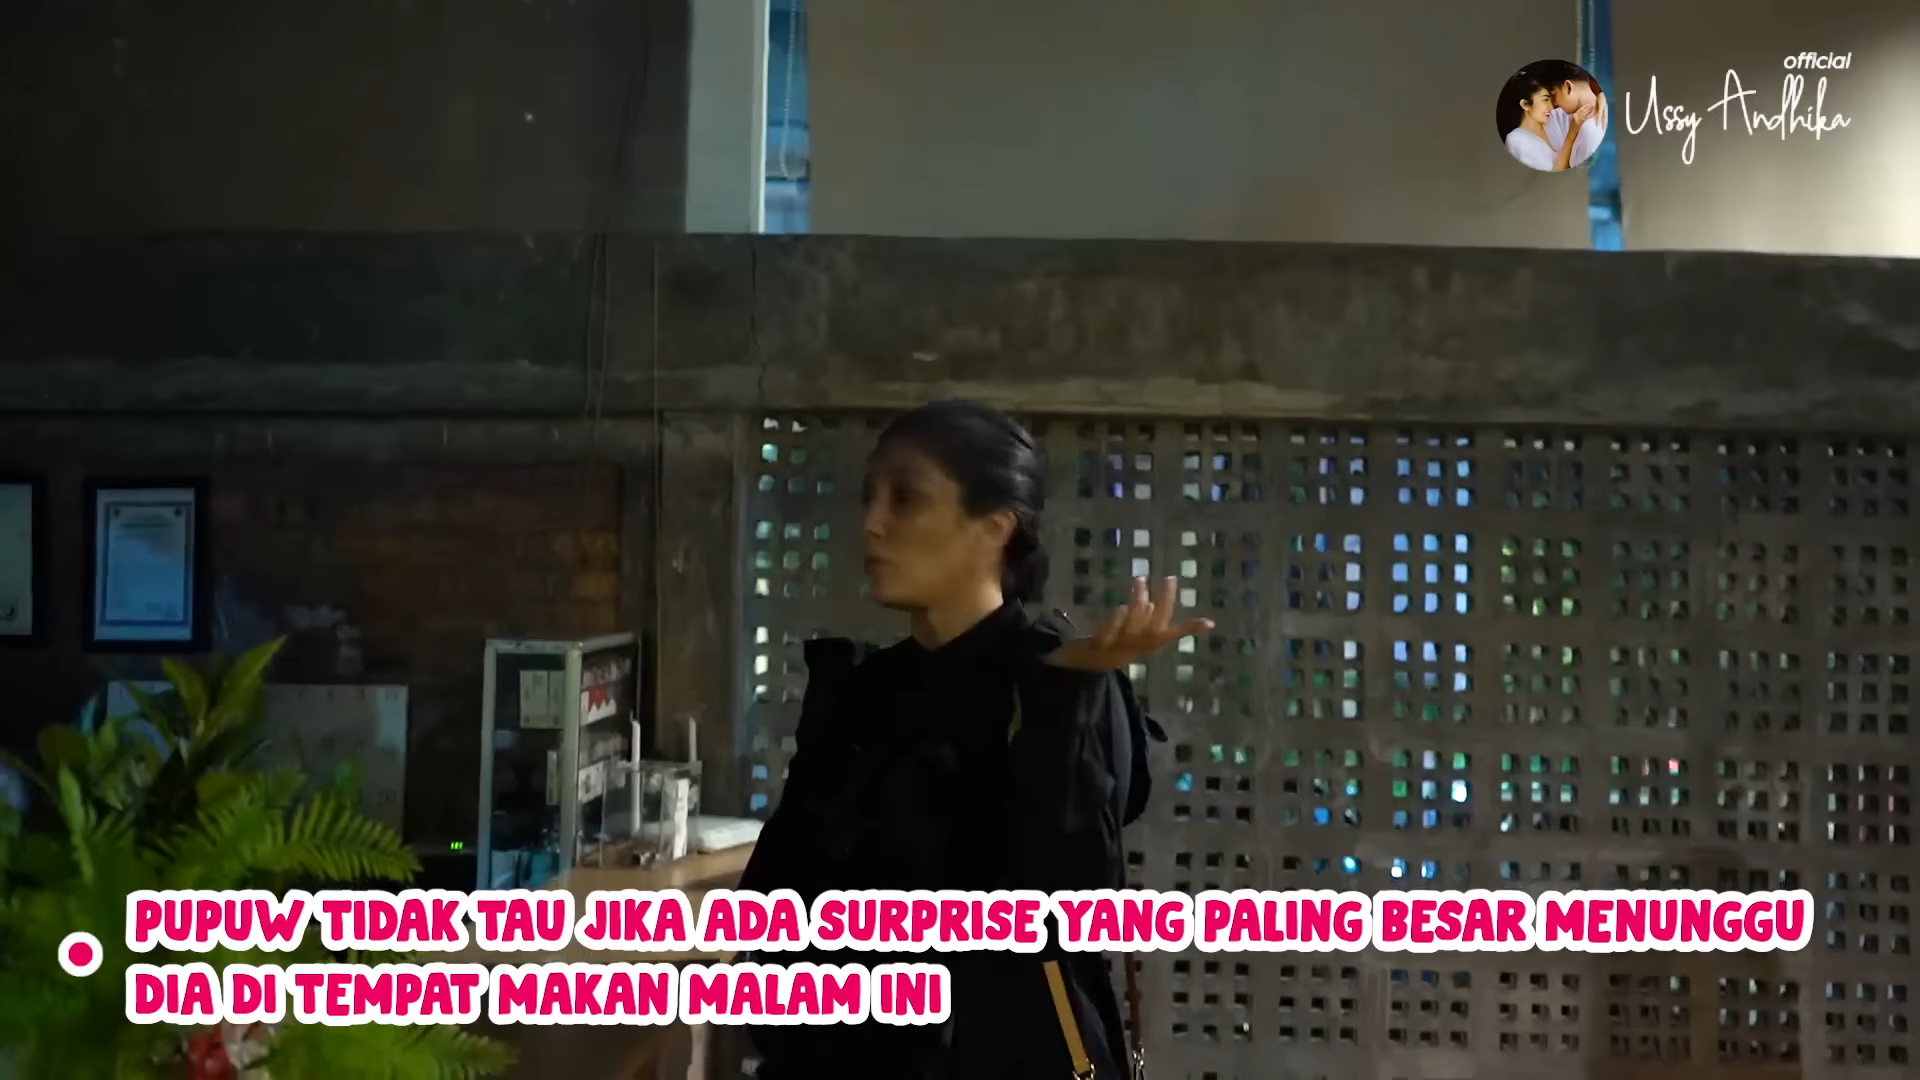 official
Ussy Andhika
PUPUW TIDAK TAU JIKA ADA SURPRISE YANG PALING BESAR MENUNGGU
DIA DI TEMPAT MAKAN MALAM INI